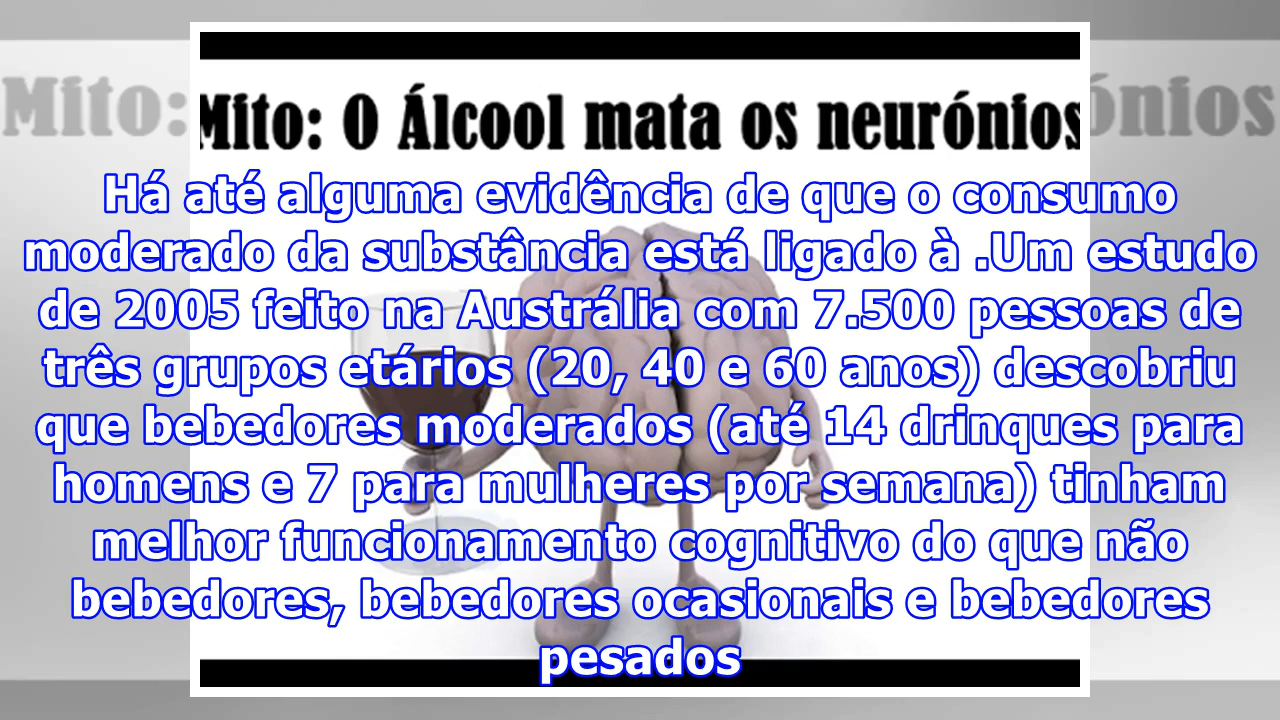 Mito: O Álcool mata os neurónios
Mito:
ónios
Há até alguma evidência de que o consumo
moderado da substância está ligado à .Um estudo
de 2005 feito na Austrália com 7.500 pessoas de
três grupos etários (20, 40 e 60 anos) descobriu
que bebedores moderados (até 14 drinques para
homens e 7 para mulheres por semana) tinham
melhor funcionamento cognitivo do que não
bebedores, bebedores ocasionais e bebedores
pesados